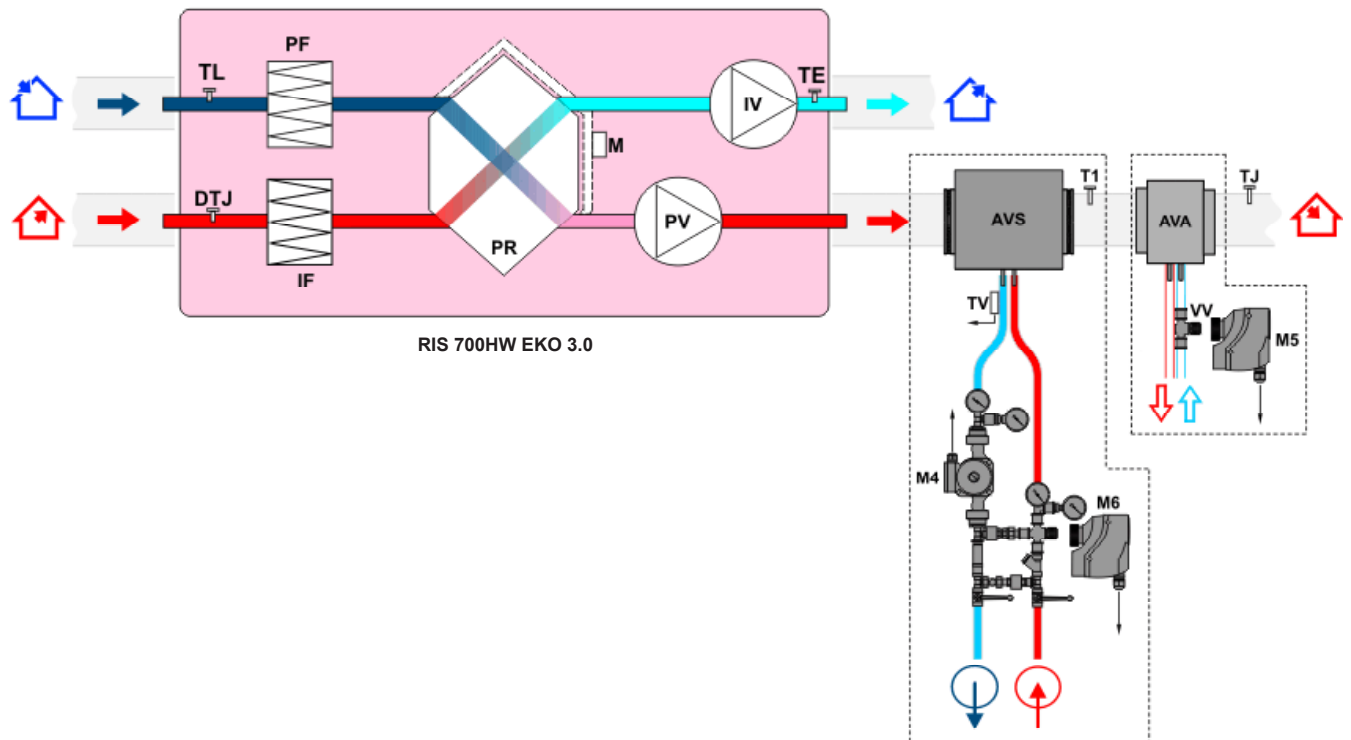 PF
TL
TE
IV
M
DTJ
T1
TJ
PR
PV
AVS
AVA
IF
TV
VV
M5
RIS 700HW EKO 3.0
M4
M6